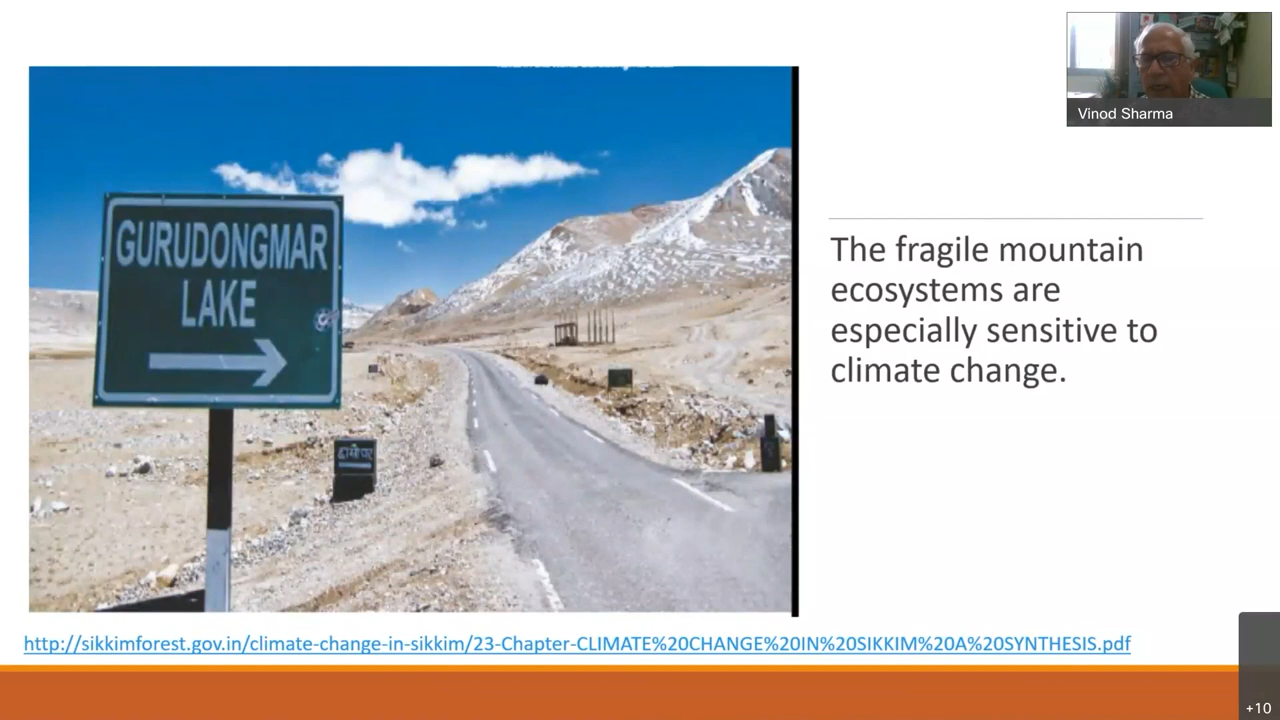 Vinod Sharma
GURUDONGMAR
LAKE
The fragile mountain
ecosystems are
especially sensitive to
climate change.
http://sikkimforest.gov.in/climate-change-in-sikkim/23-Chapter-CLIMATE%20CHANGE%20IN%20SIKKIM%20A%20SYNTHESIS.pdf
+10